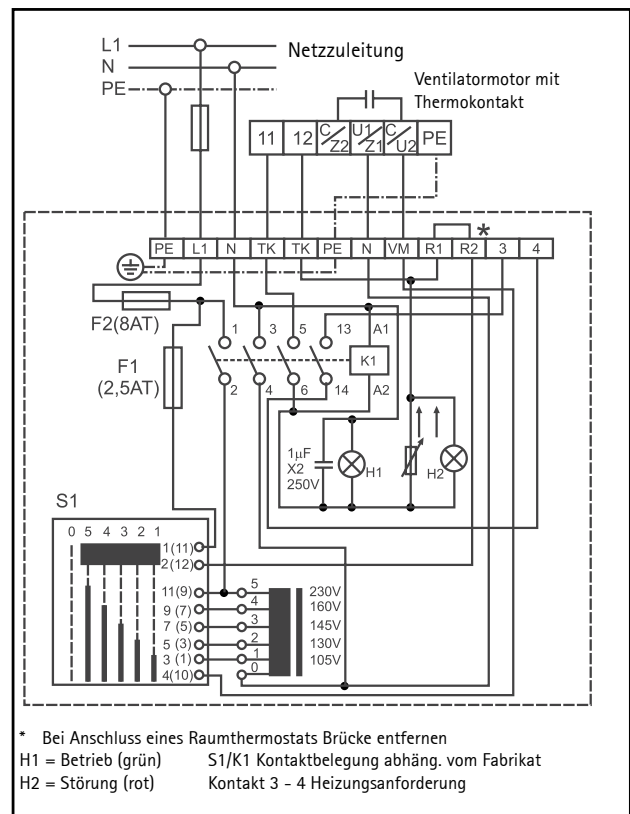 L1 Netzzuleitung
N
PE
Ventilatormotor mit
Thermokontakt
11 12 C/Z2 U1/Z1 C/U2 PE
PE L1 N TK TK PE N VM R1 R2 * 3 4
F2(8AT)
F1
(2,5AT)
1 3 5 13 A1
K1
2 4 6 14 A2
1µF
X2
250V
H1
H2
S1
0 5 4 3 2 1
1(11)
2(12)
11(9) 5 230V
9 (7) 4 160V
7 (5) 3 145V
5 (3) 2 130V
3 (1) 1 105V
4(10) 0
* Bei Anschluss eines Raumthermostats Brücke entfernen
H1 = Betrieb (grün) S1/K1 Kontaktbelegung abhäng. vom Fabrikat
H2 = Störung (rot) Kontakt 3 - 4 Heizungsanforderung